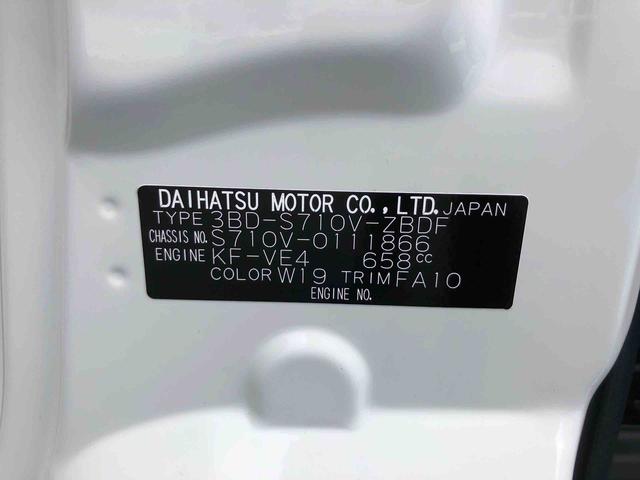 DAIHATSU MOTOR CO., LTD. JAPAN
TYPE 3BD-S710V-ZBDF
CHASSIS NO. S710V-0111866
ENGINE KF-VE4 658cc
COLOR W19 TRIM FA10
ENGINE NO.